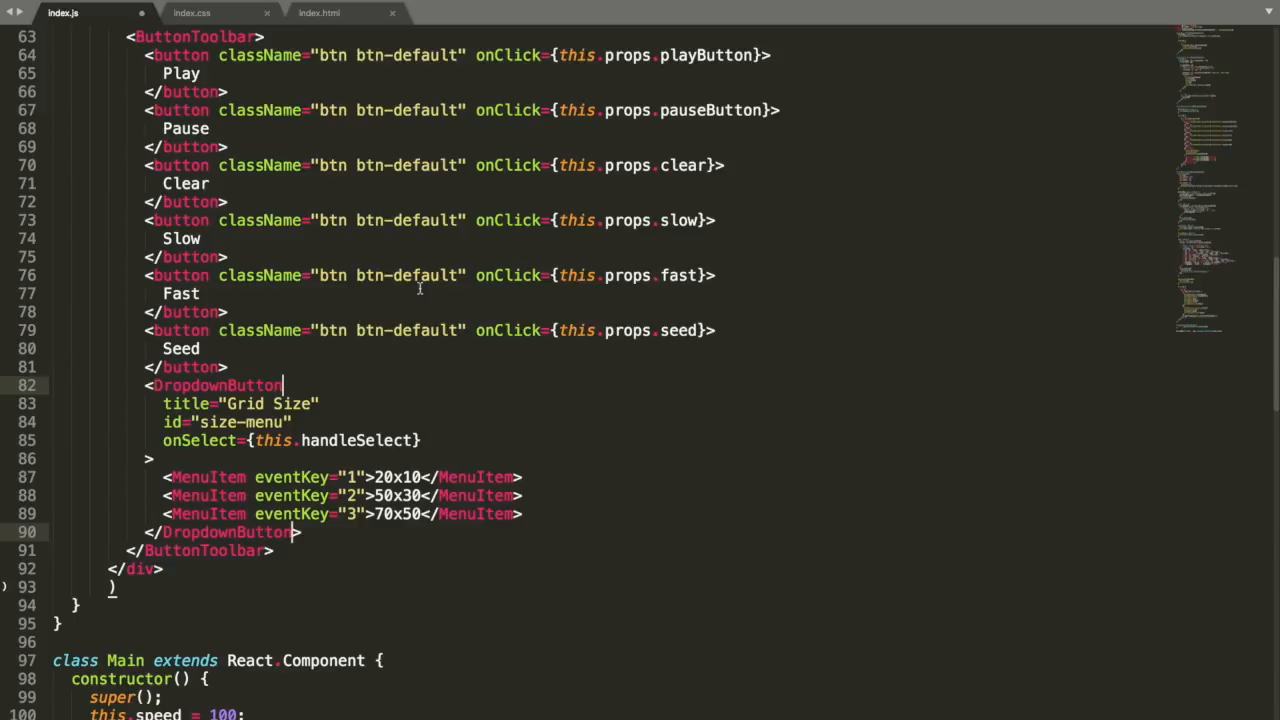 index.js
index.css
index.html
63 <ButtonToolbar>
64 <button className="btn btn-default" onClick={this.props.playButton}>
65 Play
66 </button>
67 <button className="btn btn-default" onClick={this.props.pauseButton}>
68 Pause
69 </button>
70 <button className="btn btn-default" onClick={this.props.clear}>
71 Clear
72 </button>
73 <button className="btn btn-default" onClick={this.props.slow}>
74 Slow
75 </button>
76 <button className="btn btn-default" onClick={this.props.fast}>
77 Fast
78 </button>
79 <button className="btn btn-default" onClick={this.props.seed}>
80 Seed
81 </button>
82 <DropdownButton
83 title="Grid Size"
84 id="size-menu"
85 onSelect={this.handleSelect}
86 >
87 <MenuItem eventKey="1">20x10</MenuItem>
88 <MenuItem eventKey="2">50x30</MenuItem>
89 <MenuItem eventKey="3">70x50</MenuItem>
90 </DropdownButton>
91 </ButtonToolbar>
92 </div>
) 93 )
94 }
95 }
96
97 class Main extends React.Component {
98 constructor() {
99 super();
100 this.speed = 100;